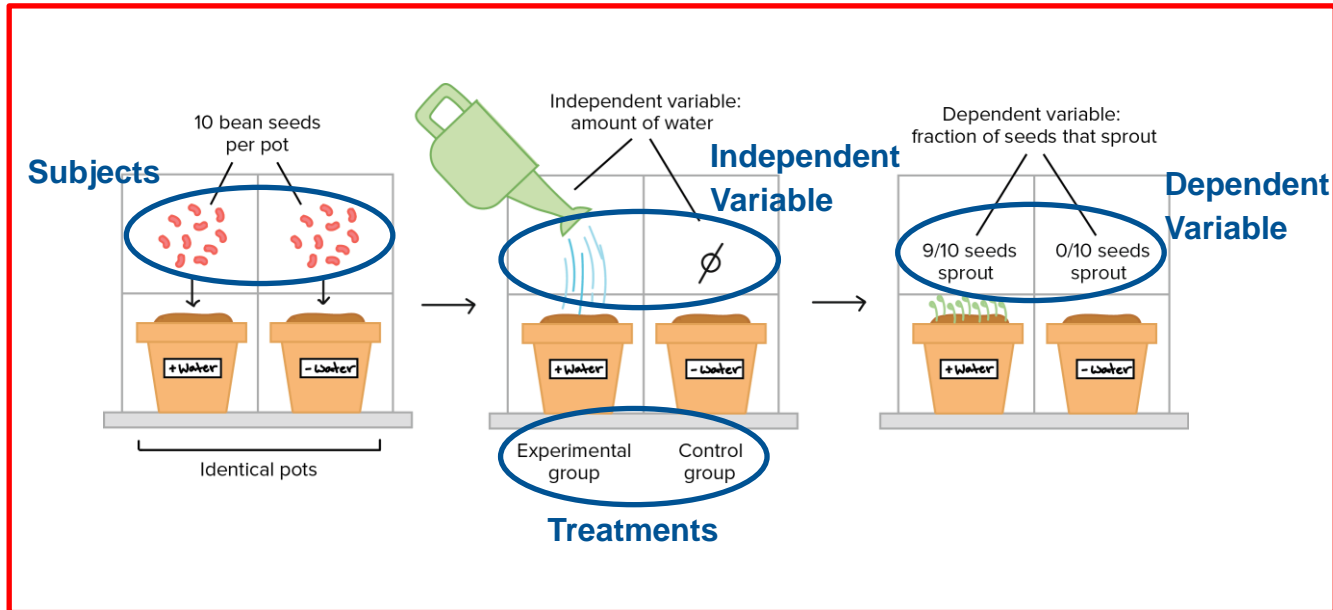 10 bean seeds
per pot
Subjects
+Water
-Water
Identical pots
Independent variable:
amount of water
Independent
Variable
+Water
-Water
Experimental
group
Control
group
Treatments
Dependent variable:
fraction of seeds that sprout
Dependent
Variable
9/10 seeds
sprout
0/10 seeds
sprout
+Water
-Water